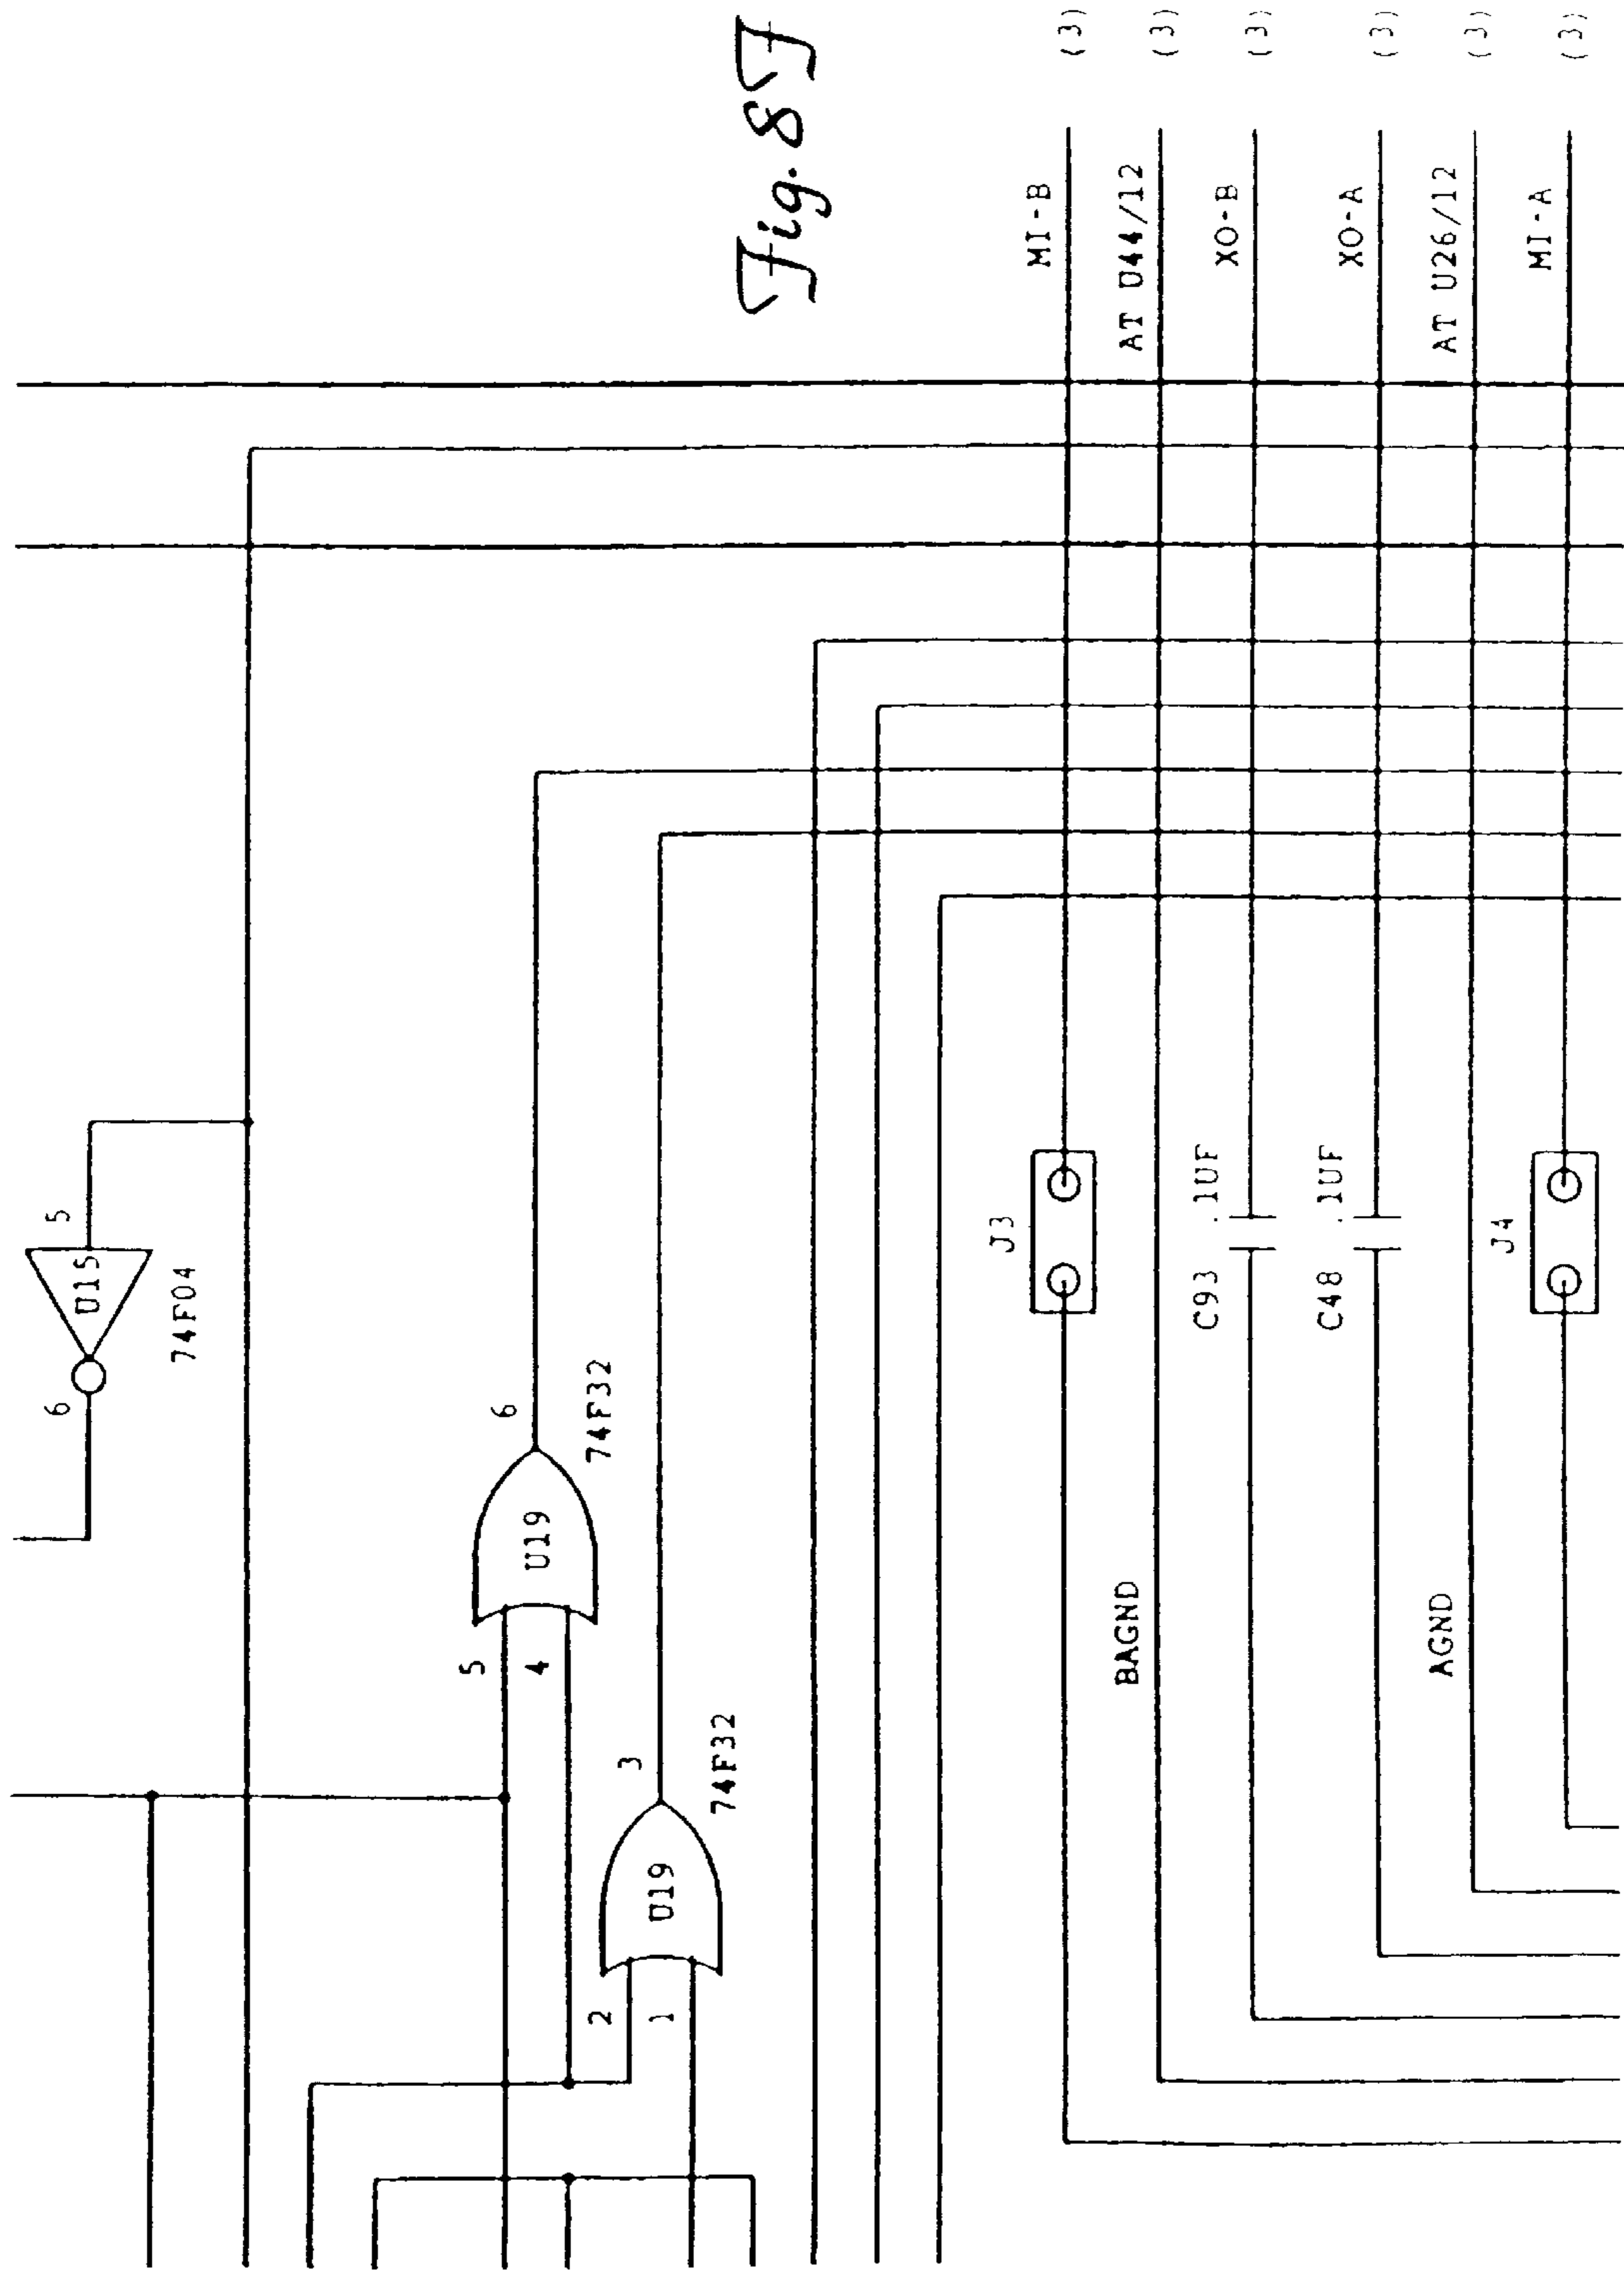 Fig. 8F
6
U15
5
74F04
5
4
U19
6
74F32
2
1
U19
3
74F32
J3
MI-B
(3)
BAGND
AT U44/12
(3)
C93 .1UF
XO-B
(3)
C48 .1UF
XO-A
(3)
AGND
AT U26/12
(3)
J4
MI-A
(3)